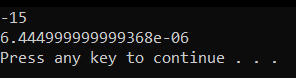 -15
6.444999999999368e-06
Press any key to continue . . .